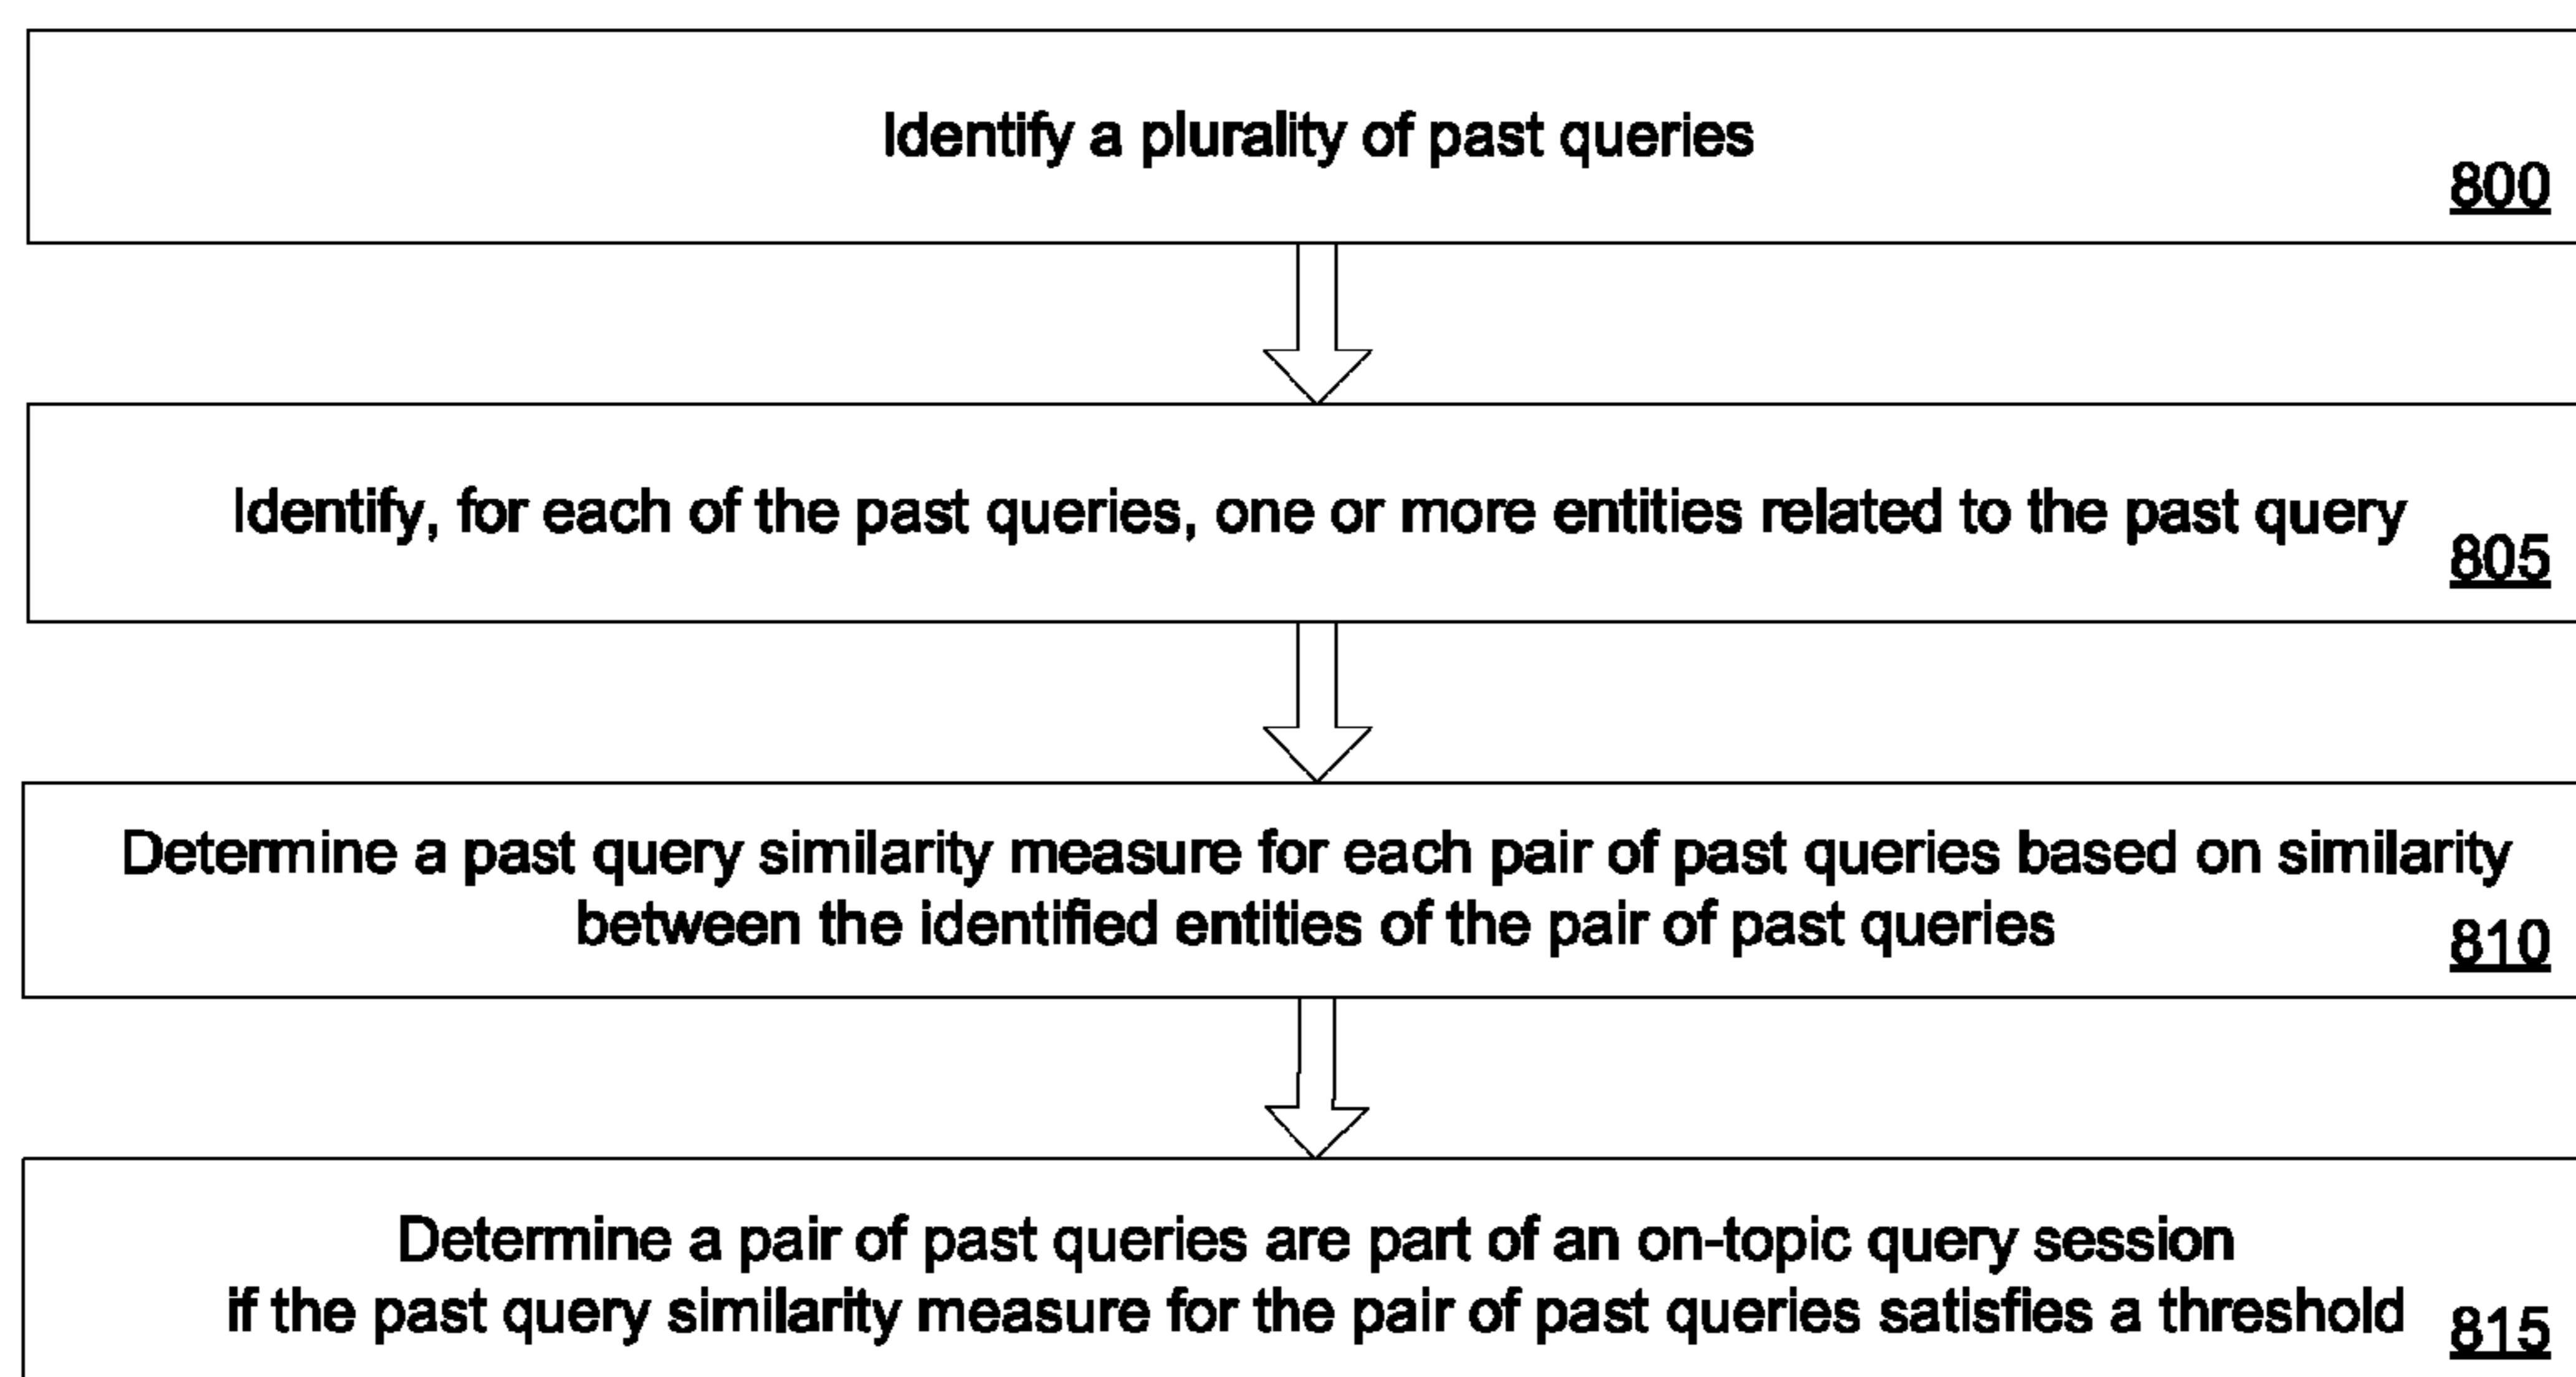 Identify a plurality of past queries
800
Identify, for each of the past queries, one or more entities related to the past query
805
Determine a past query similarity measure for each pair of past queries based on similarity
between the identified entities of the pair of past queries
810
Determine a pair of past queries are part of an on-topic query session
if the past query similarity measure for the pair of past queries satisfies a threshold
815